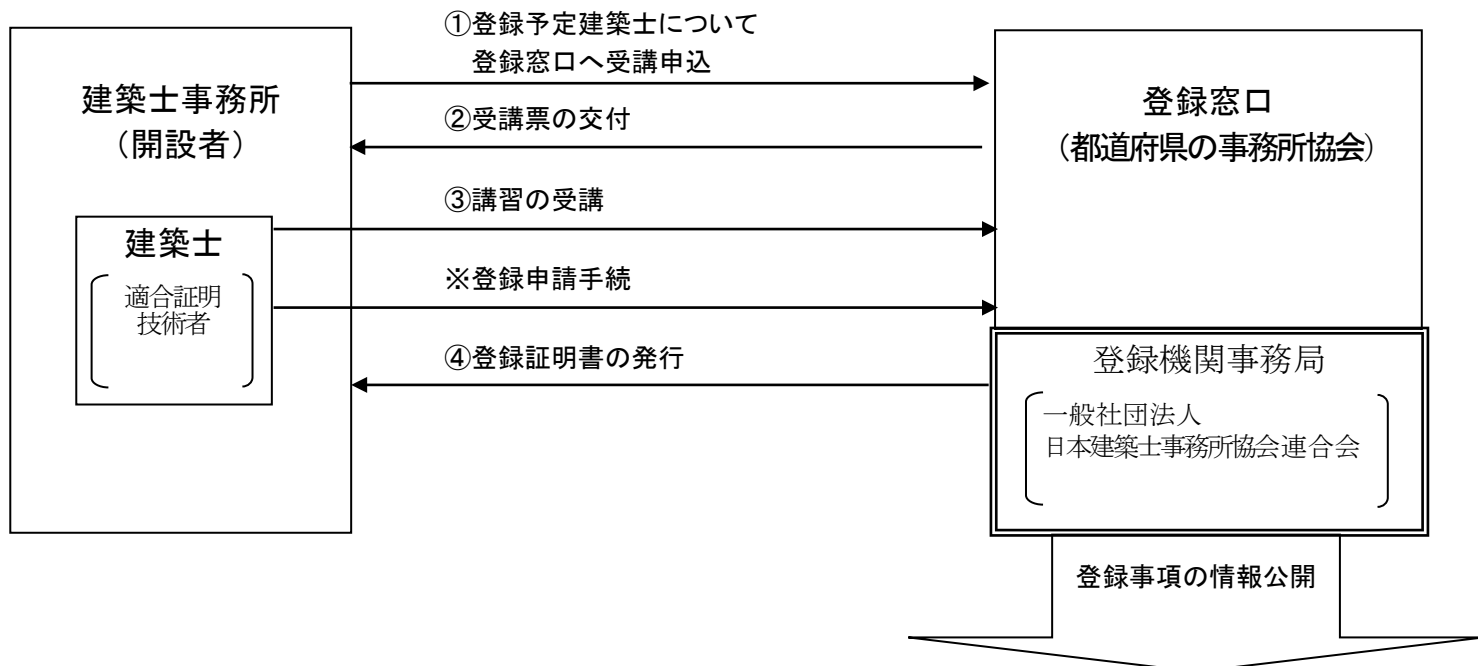 ①登録予定建築士について
登録窓口へ受講申込
建築士事務所
（開設者）
登録窓口
（都道府県の事務所協会）
②受講票の交付
③講習の受講
建築士
適合証明
技術者
※登録申請手続
④登録証明書の発行
登録機関事務局
一般社団法人
日本建築士事務所協会連合会
登録事項の情報公開